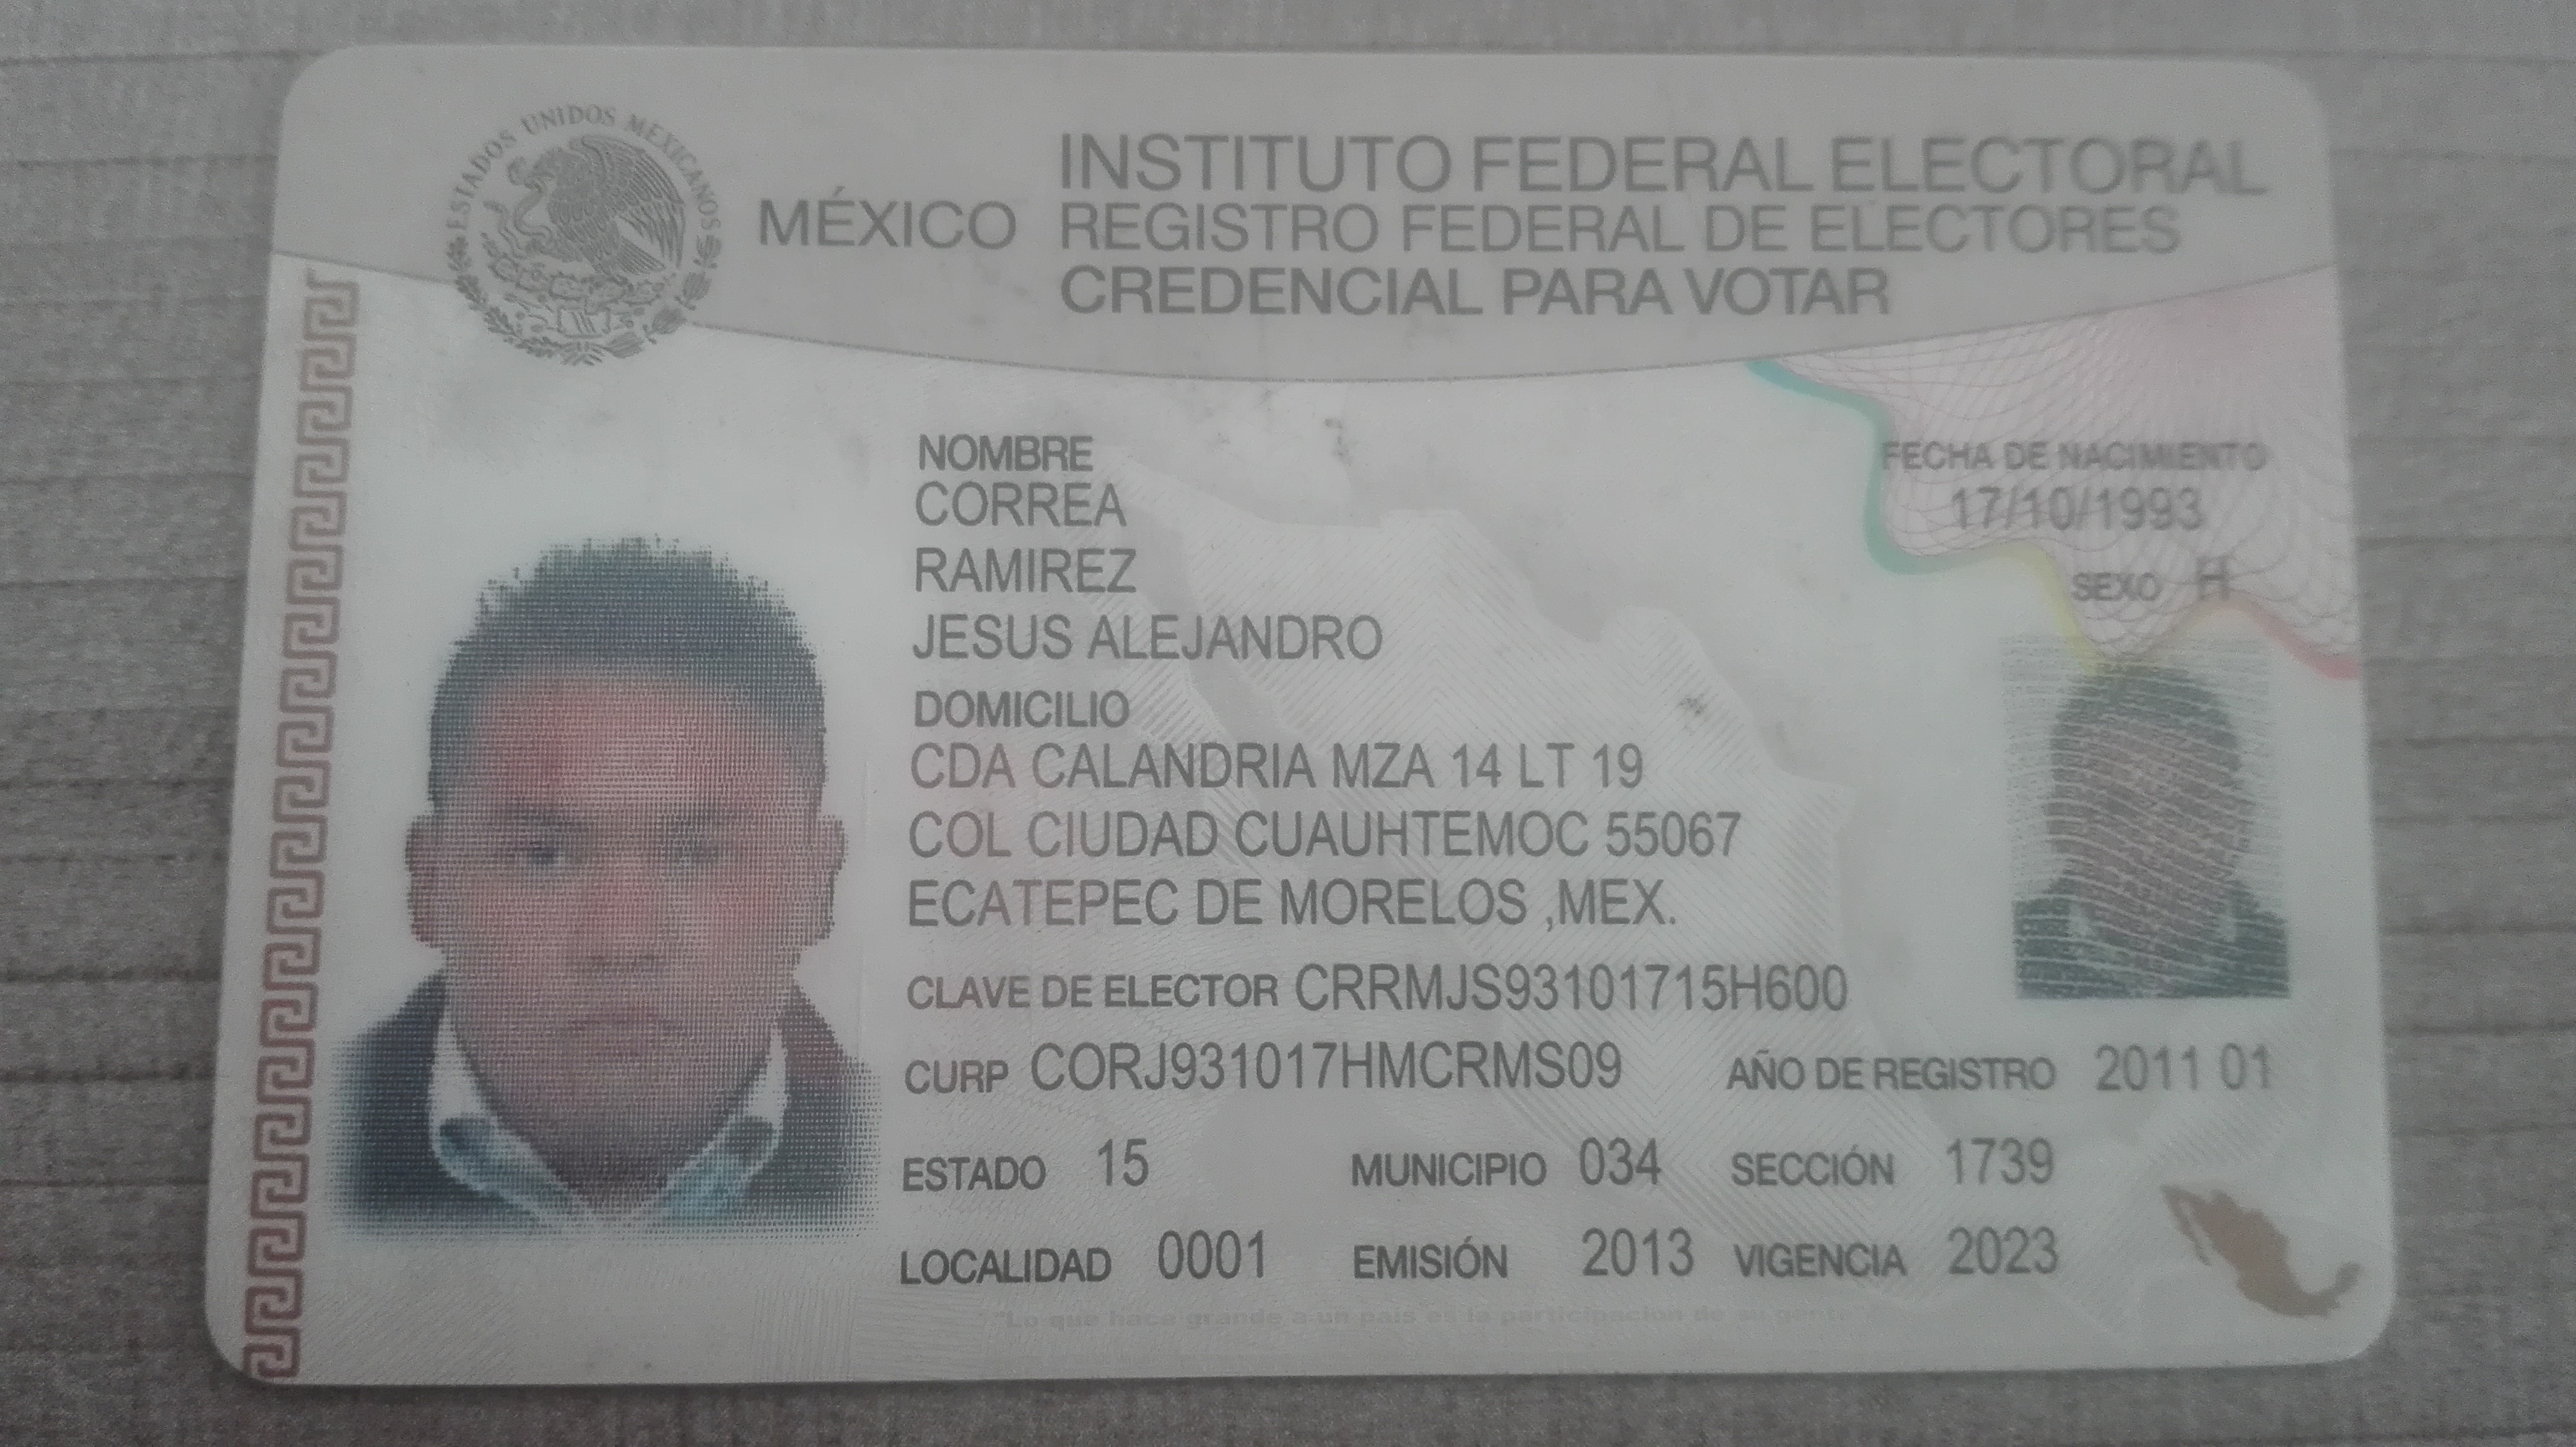 ESTADOS UNIDOS MEXICANOS
MÉXICO
INSTITUTO FEDERAL ELECTORAL
REGISTRO FEDERAL DE ELECTORES
CREDENCIAL PARA VOTAR
NOMBRE
CORREA
RAMIREZ
JESUS ALEJANDRO
FECHA DE NACIMIENTO
17/10/1993
SEXO H
DOMICILIO
CDA CALANDRIA MZA 14 LT 19
COL CIUDAD CUAUHTEMOC 55067
ECATEPEC DE MORELOS ,MEX.
CLAVE DE ELECTOR CRRMJS93101715H600
CURP CORJ931017HMCRMS09 AÑO DE REGISTRO 2011 01
ESTADO 15 MUNICIPIO 034 SECCIÓN 1739
LOCALIDAD 0001 EMISIÓN 2013 VIGENCIA 2023
"Lo que hace grande a un país es la participación de su gente"